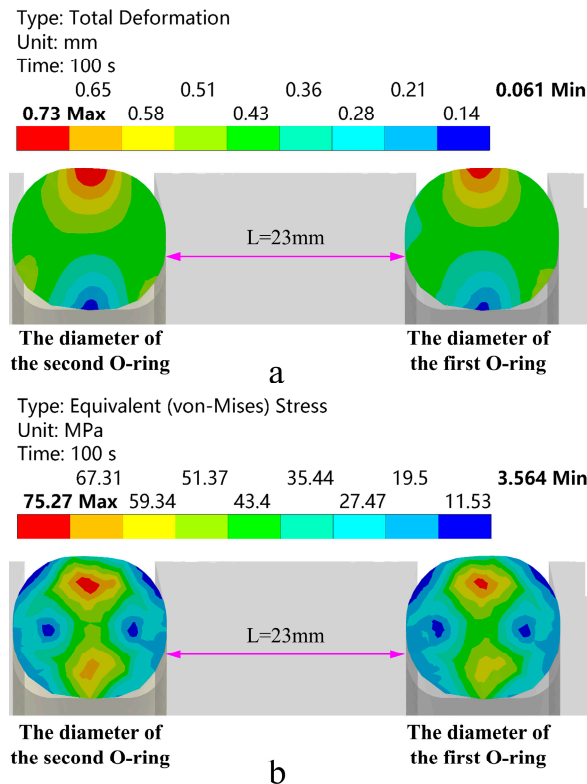 Type: Total Deformation
Unit: mm
Time: 100 s
0.65 0.51 0.36 0.21 0.061 Min
0.73 Max 0.58 0.43 0.28 0.14
L=23mm
The diameter of
the second O-ring
The diameter of
the first O-ring
a
Type: Equivalent (von-Mises) Stress
Unit: MPa
Time: 100 s
67.31 51.37 35.44 19.5 3.564 Min
75.27 Max 59.34 43.4 27.47 11.53
L=23mm
The diameter of
the second O-ring
The diameter of
the first O-ring
b